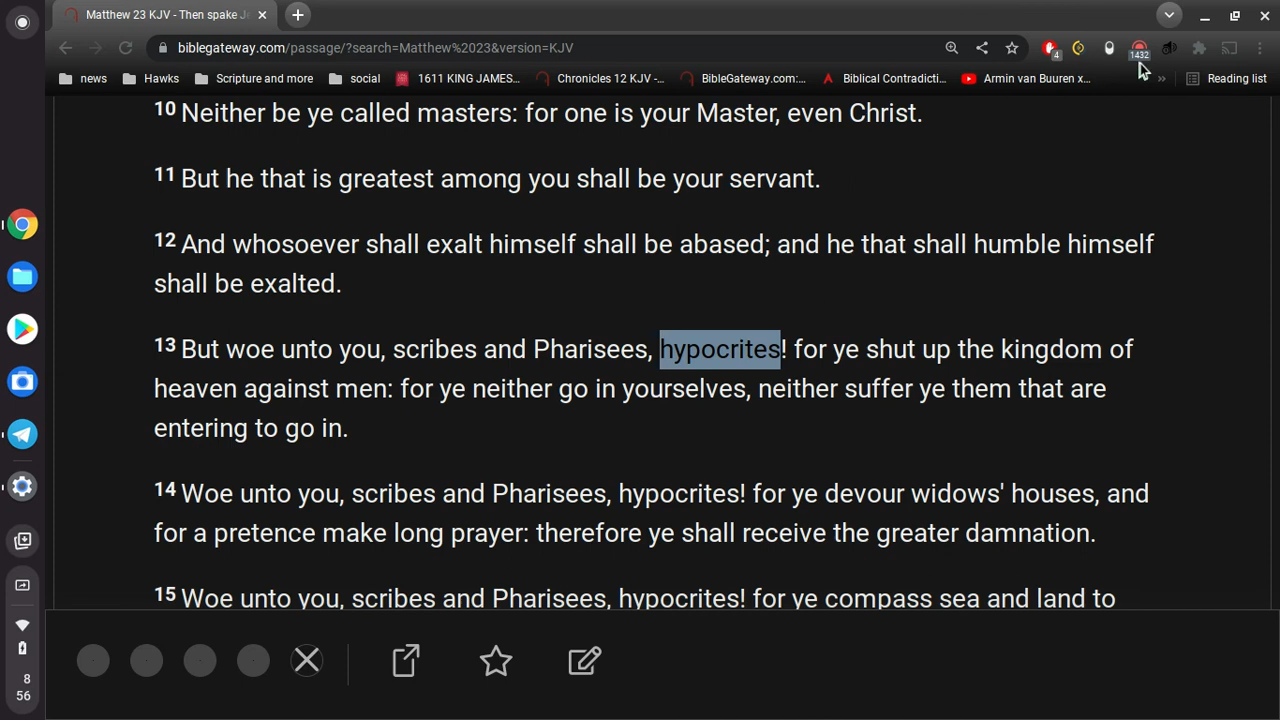 Matthew 23 KJV - Then spake Je
biblegateway.com/passage/?search=Matthew%2023&version=KJV
4
1432
news
Hawks
Scripture and more
social
1611 KING JAMES...
Chronicles 12 KJV -...
BibleGateway.com:...
Biblical Contradicti...
Armin van Buuren x...
»
Reading list
10 Neither be ye called masters: for one is your Master, even Christ.
11 But he that is greatest among you shall be your servant.
12 And whosoever shall exalt himself shall be abased; and he that shall humble himself
shall be exalted.
13 But woe unto you, scribes and Pharisees, hypocrites! for ye shut up the kingdom of
heaven against men: for ye neither go in yourselves, neither suffer ye them that are
entering to go in.
14 Woe unto you, scribes and Pharisees, hypocrites! for ye devour widows' houses, and
for a pretence make long prayer: therefore ye shall receive the greater damnation.
15 Woe unto you, scribes and Pharisees, hypocrites! for ye compass sea and land to
8
56